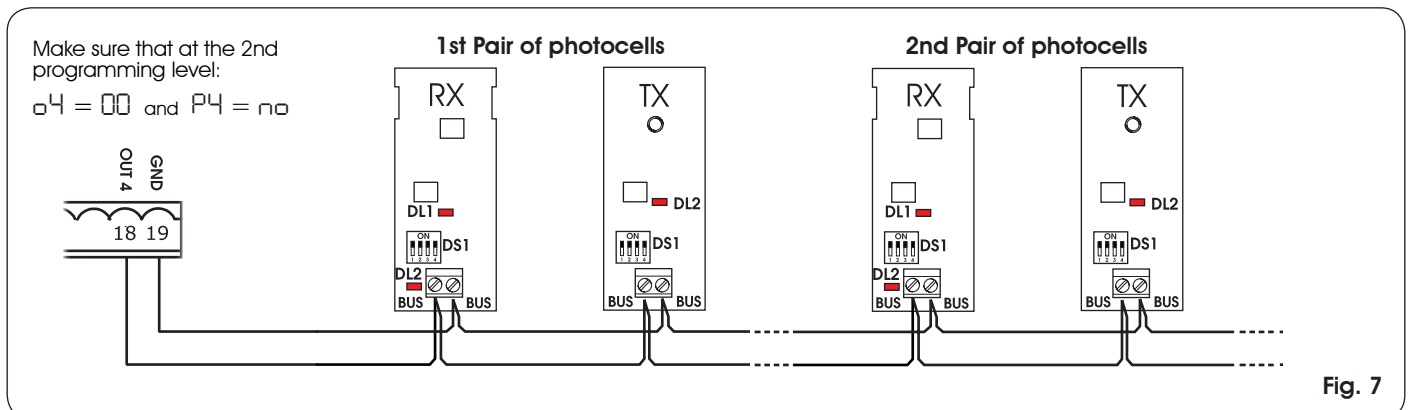 Make sure that at the 2nd
programming level:
o4 = 00 and P4 = no
OUT 4
GND
18 19
1st Pair of photocells
RX
DL1
ON
DS1
1 2 3 4
DL2
BUS BUS
TX
DL2
ON
DS1
1 2 3 4
BUS BUS
2nd Pair of photocells
RX
DL1
ON
DS1
1 2 3 4
DL2
BUS BUS
TX
DL2
ON
DS1
1 2 3 4
BUS BUS
Fig. 7